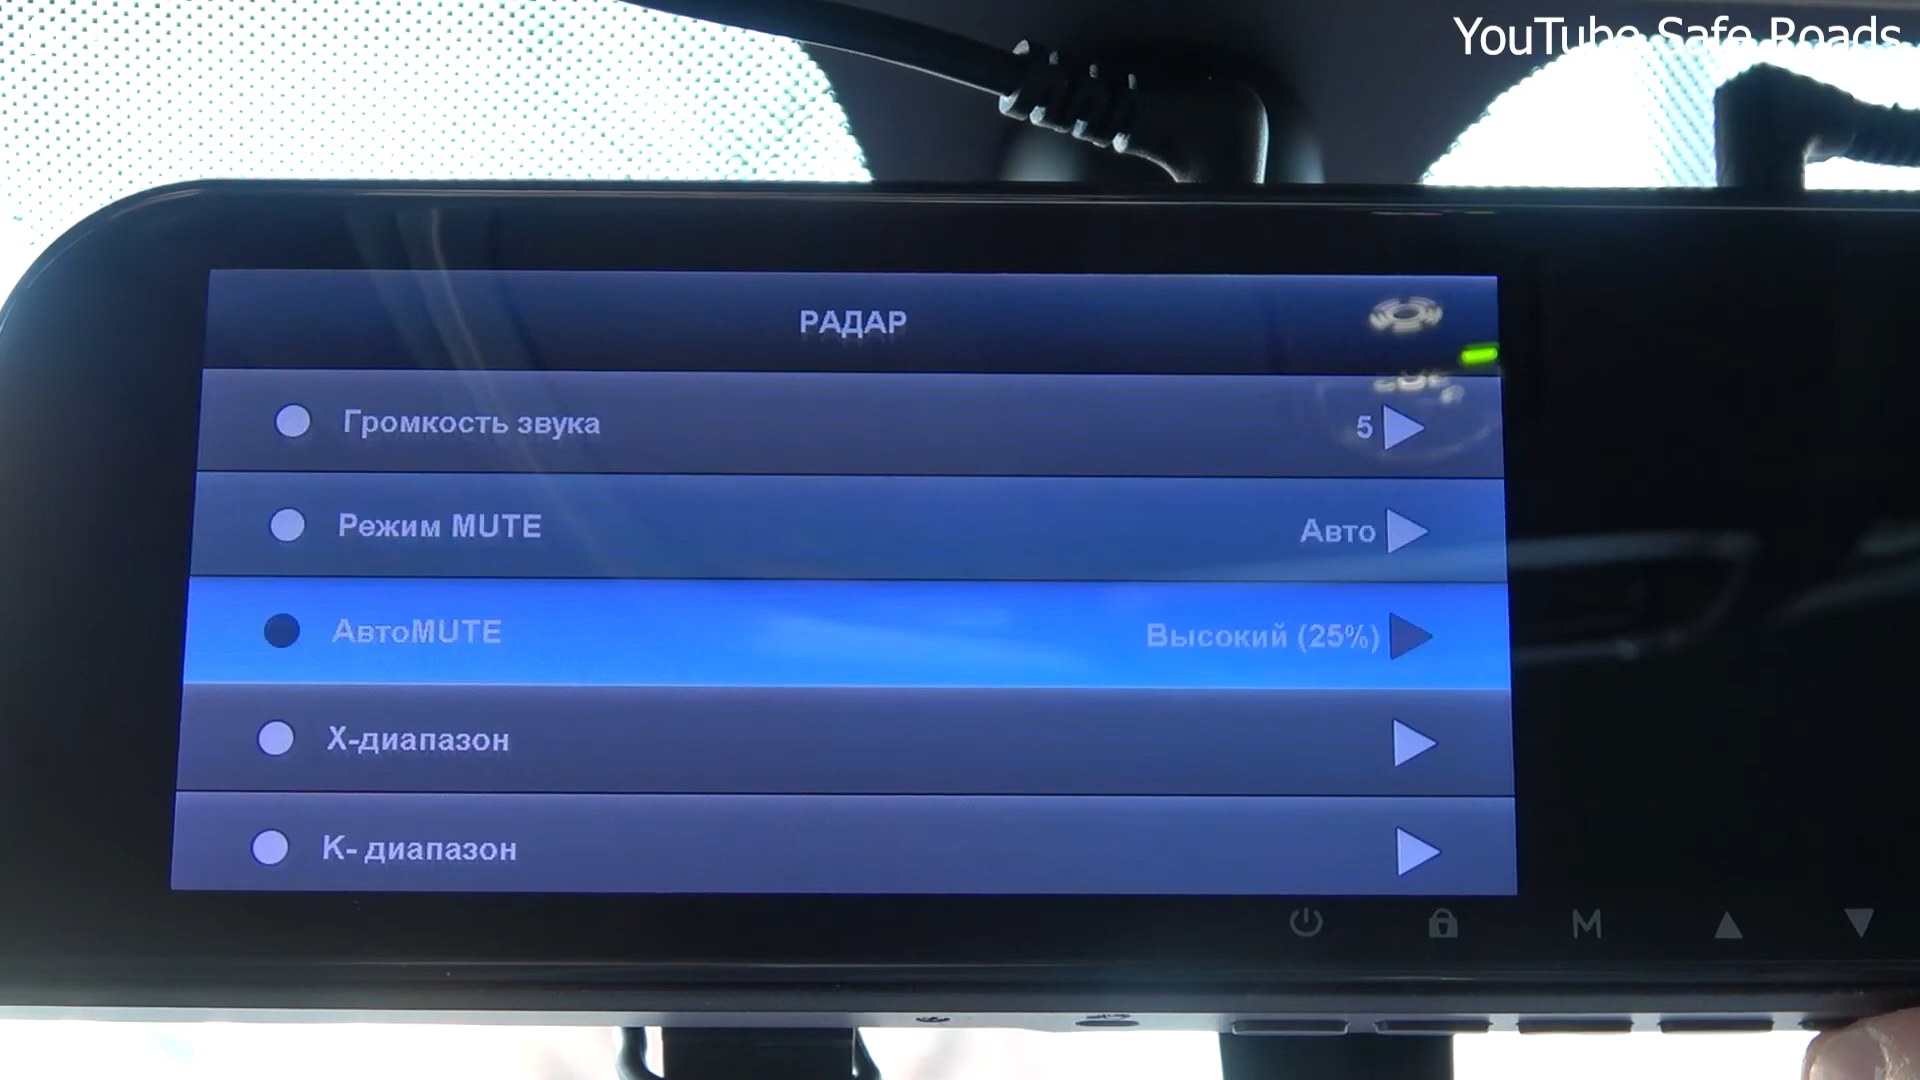 YouTube Safe Roads
РАДАР
Громкость звука 5
Режим MUTE Авто
АвтоMUTE Высокий (25%)
X-диапазон
К- диапазон
M